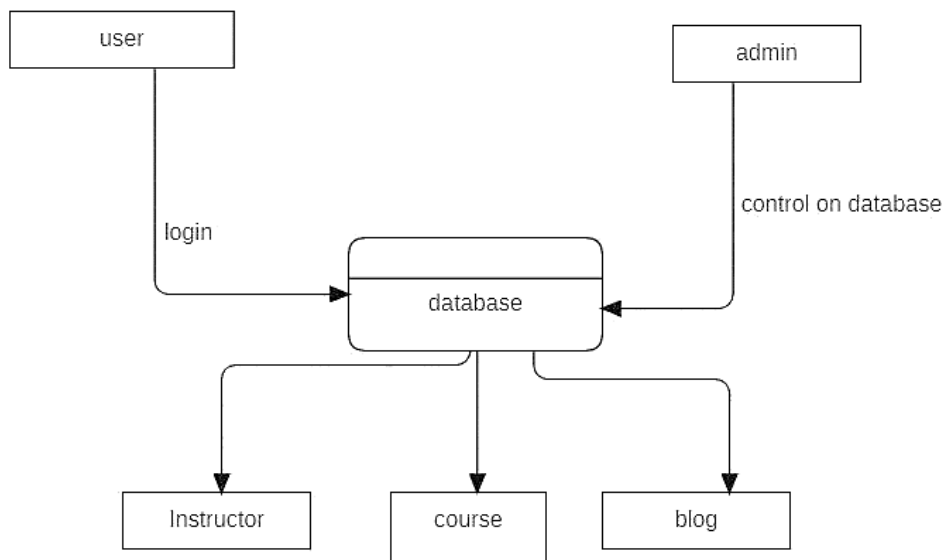 user
admin
control on database
login
database
Instructor
course
blog